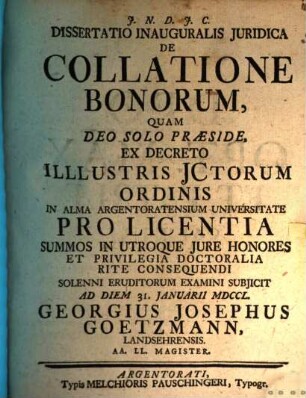 J. N. D. J. C.
DISSERTATIO INAUGURALIS JURIDICA
DE
COLLATIONE
BONORUM,
QUAM
DEO SOLO PRÆSIDE,
EX DECRETO
ILLLUSTRIS JCTORUM
ORDINIS
IN ALMA ARGENTORATENSIUM UNIVERSITATE
PRO LICENTIA
SUMMOS IN UTROQUE JURE HONORES
ET PRIVILEGIA DOCTORALIA
RITE CONSEQUENDI
SOLENNI ERUDITORUM EXAMINI SUBJICIT
AD DIEM 31. JANUARII MDCCL.
GEORGIUS JOSEPHUS
GOETZMANN,
LANDSEHRENSIS.
AA. LL. MAGISTER.
ARGENTORATI,
Typis MELCHIORIS PAUSCHINGERI, Typogr.